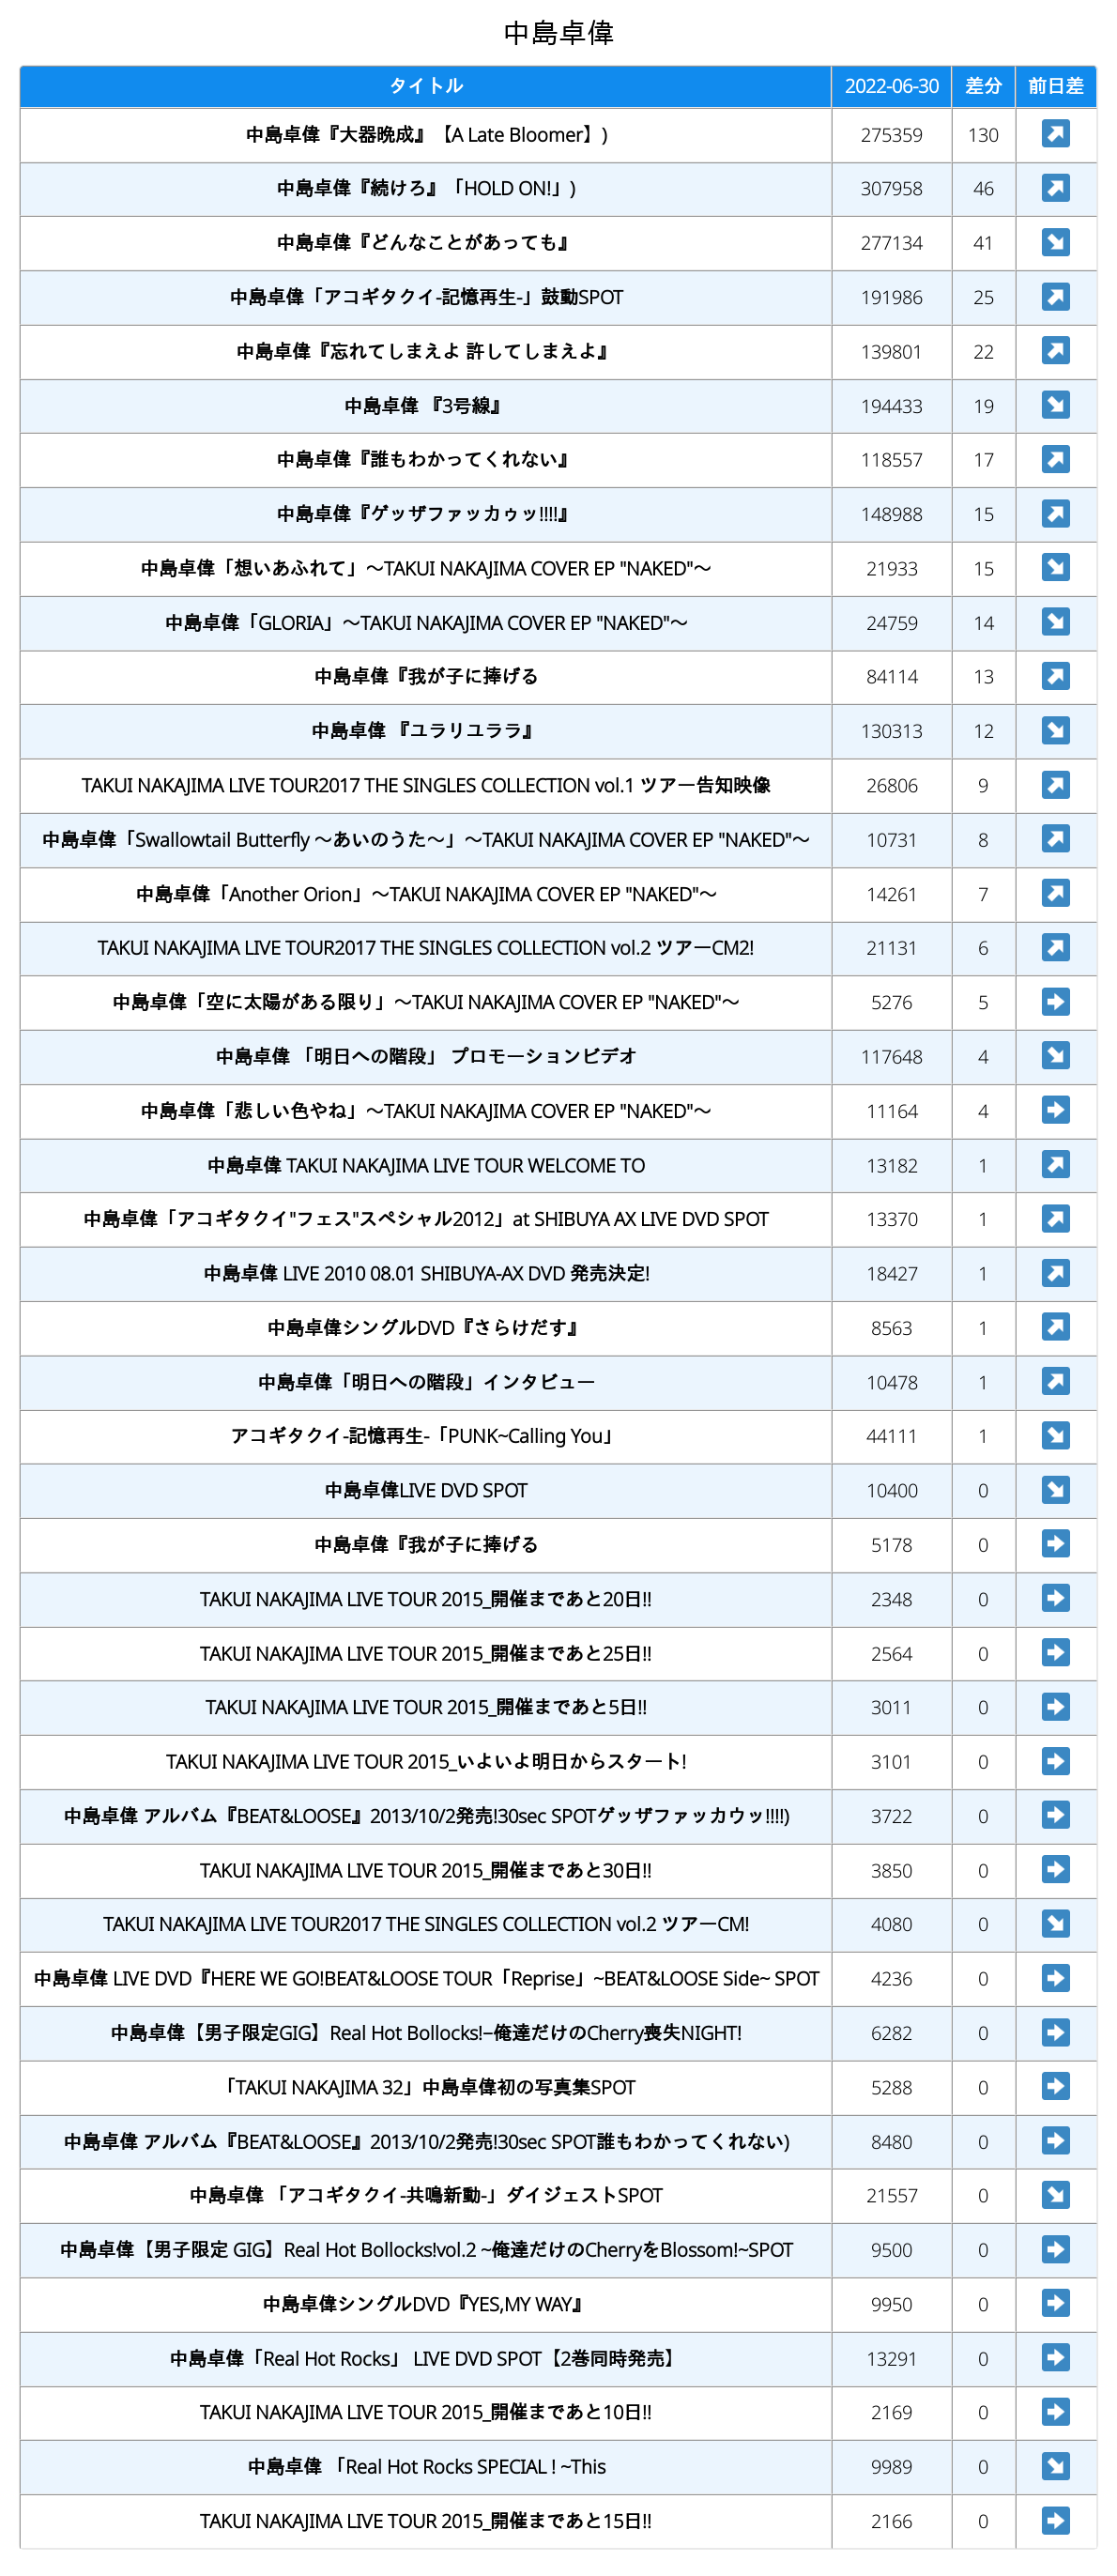 中島卓偉
タイトル 2022-06-30 差分 前日差
中島卓偉『大器晩成』【A Late Bloomer】) 275359 130 ↗
中島卓偉『続けろ』「HOLD ON!」) 307958 46 ↗
中島卓偉『どんなことがあっても』 277134 41 ↘
中島卓偉「アコギタクイ-記憶再生-」鼓動SPOT 191986 25 ↗
中島卓偉『忘れてしまえよ 許してしまえよ』 139801 22 ↗
中島卓偉 『3号線』 194433 19 ↘
中島卓偉『誰もわかってくれない』 118557 17 ↗
中島卓偉『ゲッザファッカゥッ!!!!』 148988 15 ↗
中島卓偉「想いあふれて」〜TAKUI NAKAJIMA COVER EP "NAKED"〜 21933 15 ↘
中島卓偉「GLORIA」〜TAKUI NAKAJIMA COVER EP "NAKED"〜 24759 14 ↘
中島卓偉『我が子に捧げる 84114 13 ↗
中島卓偉 『ユラリユララ』 130313 12 ↘
TAKUI NAKAJIMA LIVE TOUR2017 THE SINGLES COLLECTION vol.1 ツアー告知映像 26806 9 ↗
中島卓偉「Swallowtail Butterfly 〜あいのうた〜」〜TAKUI NAKAJIMA COVER EP "NAKED"〜 10731 8 ↗
中島卓偉「Another Orion」〜TAKUI NAKAJIMA COVER EP "NAKED"〜 14261 7 ↗
TAKUI NAKAJIMA LIVE TOUR2017 THE SINGLES COLLECTION vol.2 ツアーCM2! 21131 6 ↗
中島卓偉「空に太陽がある限り」〜TAKUI NAKAJIMA COVER EP "NAKED"〜 5276 5 ➡
中島卓偉 「明日への階段」 プロモーションビデオ 117648 4 ↘
中島卓偉「悲しい色やね」〜TAKUI NAKAJIMA COVER EP "NAKED"〜 11164 4 ➡
中島卓偉 TAKUI NAKAJIMA LIVE TOUR WELCOME TO 13182 1 ↗
中島卓偉「アコギタクイ"フェス"スペシャル2012」at SHIBUYA AX LIVE DVD SPOT 13370 1 ↗
中島卓偉 LIVE 2010 08.01 SHIBUYA-AX DVD 発売決定! 18427 1 ↗
中島卓偉シングルDVD『さらけだす』 8563 1 ↗
中島卓偉「明日への階段」インタビュー 10478 1 ↗
アコギタクイ-記憶再生-「PUNK~Calling You」 44111 1 ↘
中島卓偉LIVE DVD SPOT 10400 0 ↘
中島卓偉『我が子に捧げる 5178 0 ➡
TAKUI NAKAJIMA LIVE TOUR 2015_開催まであと20日!! 2348 0 ➡
TAKUI NAKAJIMA LIVE TOUR 2015_開催まであと25日!! 2564 0 ➡
TAKUI NAKAJIMA LIVE TOUR 2015_開催まであと5日!! 3011 0 ➡
TAKUI NAKAJIMA LIVE TOUR 2015_いよいよ明日からスタート! 3101 0 ➡
中島卓偉 アルバム『BEAT&LOOSE』2013/10/2発売!30sec SPOTゲッザファッカウッ!!!!) 3722 0 ➡
TAKUI NAKAJIMA LIVE TOUR 2015_開催まであと30日!! 3850 0 ➡
TAKUI NAKAJIMA LIVE TOUR2017 THE SINGLES COLLECTION vol.2 ツアーCM! 4080 0 ↘
中島卓偉 LIVE DVD『HERE WE GO!BEAT&LOOSE TOUR「Reprise」~BEAT&LOOSE Side~ SPOT 4236 0 ➡
中島卓偉【男子限定GIG】Real Hot Bollocks!−俺達だけのCherry喪失NIGHT! 6282 0 ➡
「TAKUI NAKAJIMA 32」中島卓偉初の写真集SPOT 5288 0 ➡
中島卓偉 アルバム『BEAT&LOOSE』2013/10/2発売!30sec SPOT誰もわかってくれない) 8480 0 ➡
中島卓偉 「アコギタクイ-共鳴新動-」ダイジェストSPOT 21557 0 ↘
中島卓偉【男子限定 GIG】Real Hot Bollocks!vol.2 ~俺達だけのCherryをBlossom!~SPOT 9500 0 ➡
中島卓偉シングルDVD『YES,MY WAY』 9950 0 ➡
中島卓偉「Real Hot Rocks」 LIVE DVD SPOT【2巻同時発売】 13291 0 ➡
TAKUI NAKAJIMA LIVE TOUR 2015_開催まであと10日!! 2169 0 ➡
中島卓偉 「Real Hot Rocks SPECIAL ! ~This 9989 0 ↘
TAKUI NAKAJIMA LIVE TOUR 2015_開催まであと15日!! 2166 0 ➡